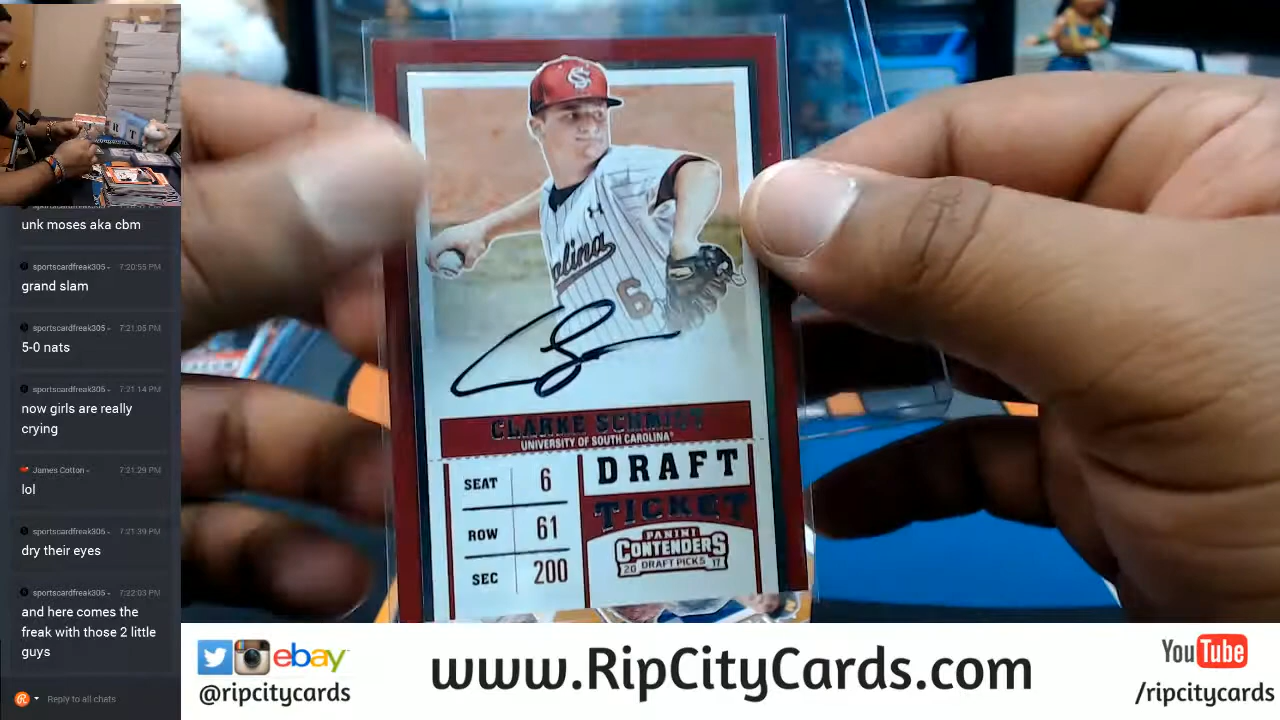 unk moses aka cbm
sportscardfreak305 - 7:20:55 PM
grand slam
sportscardfreak305 - 7:21:05 PM
5-0 nats
sportscardfreak305 - 7:21:14 PM
now girls are really
crying
James Cotton - 7:21:29 PM
lol
sportscardfreak305 - 7:21:39 PM
dry their eyes
sportscardfreak305 - 7:22:03 PM
and here comes the
freak with those 2 little
guys
Reply to all chats
S
C
olina
6
CLARKE SCHMIDT
UNIVERSITY OF SOUTH CAROLINA®
SEAT 6
ROW 61
SEC 200
DRAFT
TICKET
PANINI
CONTENDERS
20 DRAFT PICKS 17
ebay
@ripcitycards
www.RipCityCards.com
YouTube
/ripcitycards